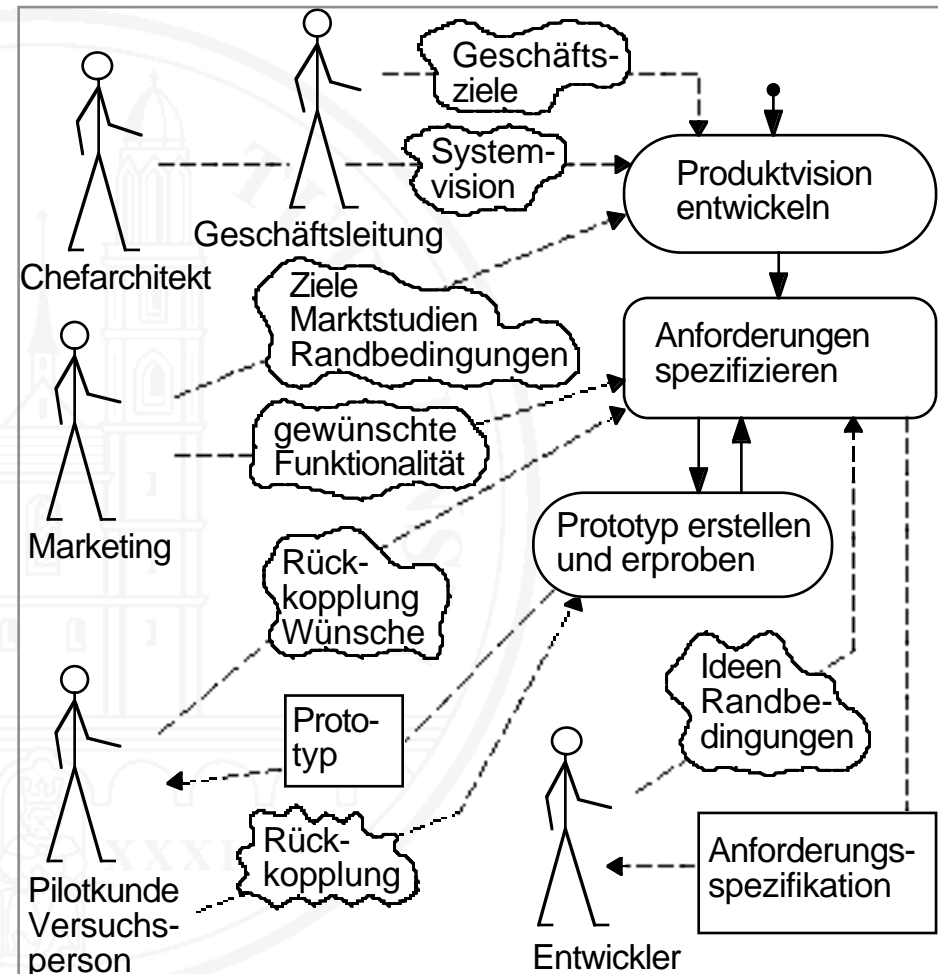 Geschäfts-
ziele
System-
vision
Produktvision
entwickeln
Geschäftsleitung
Chefarchitekt
Ziele
Marktstudien
Randbedingungen
Anforderungen
spezifizieren
gewünschte
Funktionalität
Marketing
Prototyp erstellen
und erproben
Rück-
kopplung
Wünsche
Ideen
Randbe-
dingungen
Proto-
typ
Rück-
kopplung
Anforderungs-
spezifikation
Pilotkunde
Versuchs-
person
Entwickler